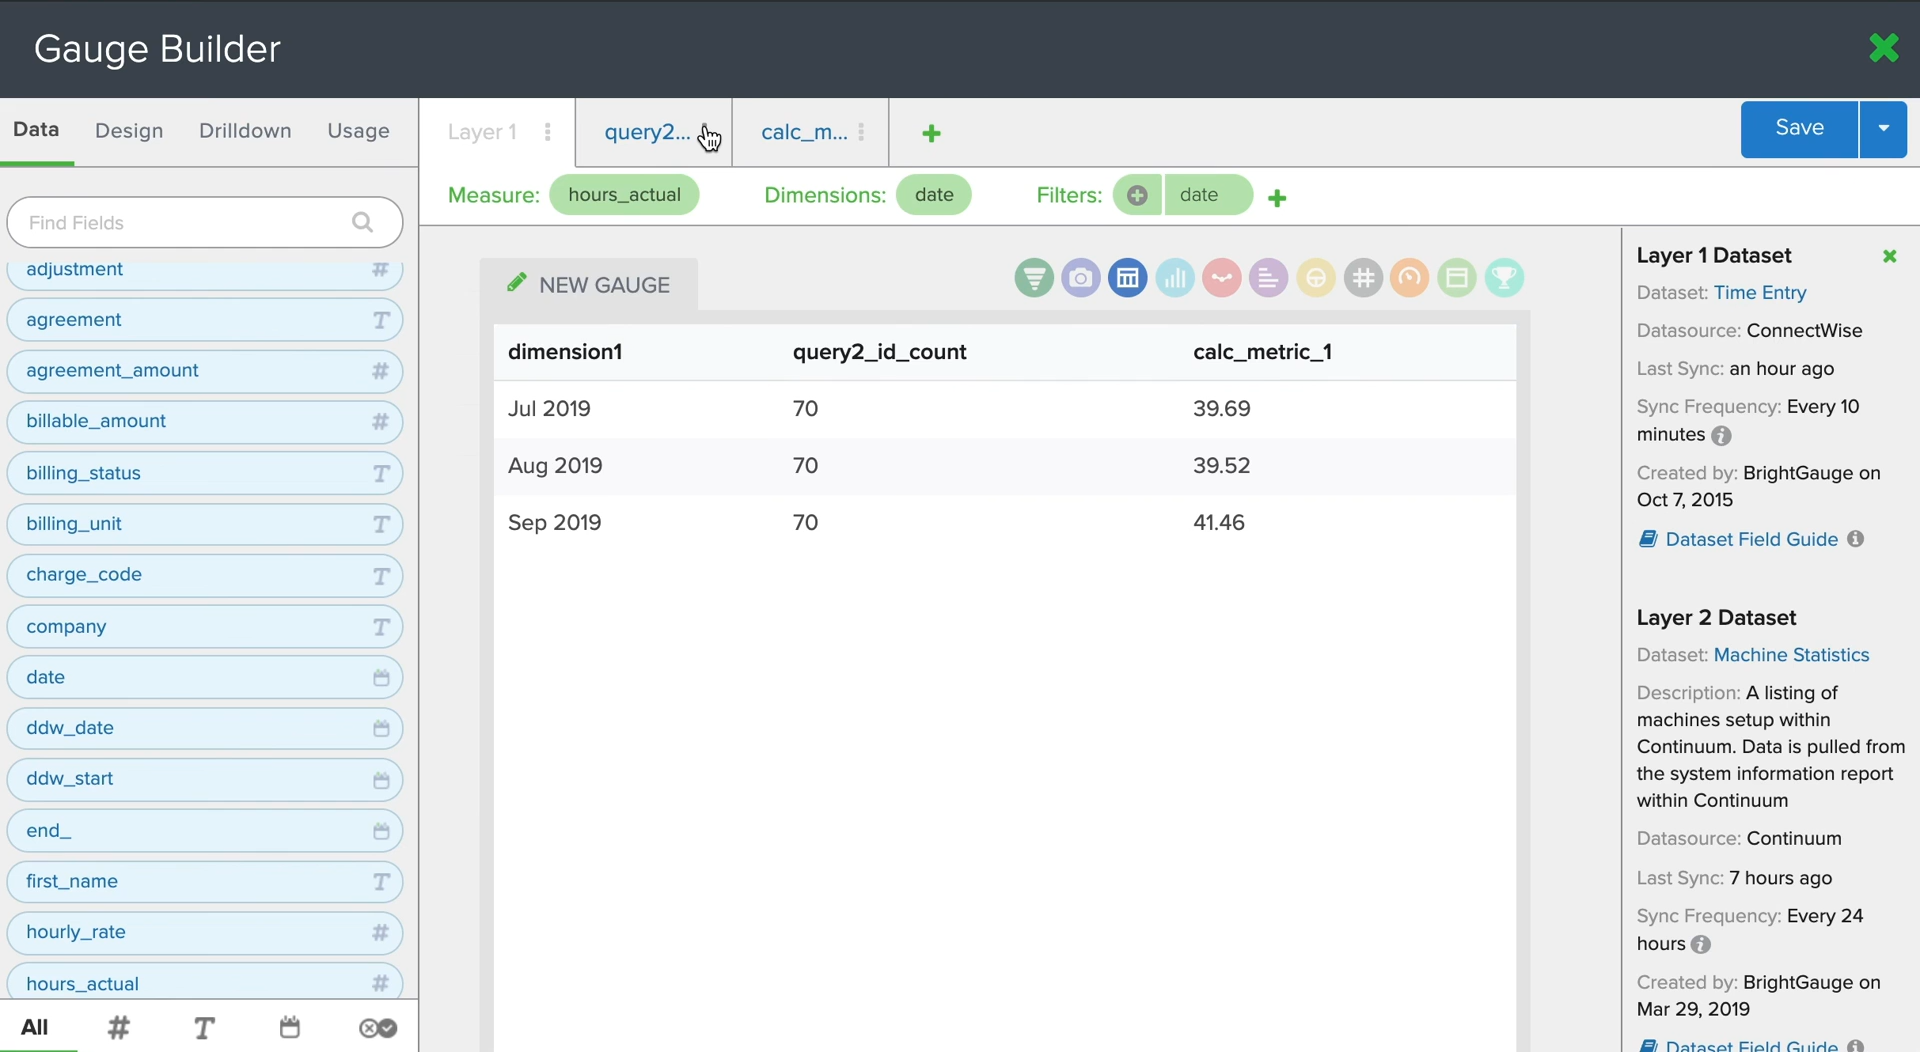 Gauge Builder
Data Design Drilldown Usage
Layer 1 query2... calc_m... Save
Measure: hours_actual Dimensions: date Filters: date
Find Fields
adjustment
agreement
agreement_amount
billable_amount
billing_status
billing_unit
charge_code
company
date
ddw_date
ddw_start
end_
first_name
hourly_rate
hours_actual
All
NEW GAUGE
dimension1 query2_id_count calc_metric_1
Jul 2019 70 39.69
Aug 2019 70 39.52
Sep 2019 70 41.46
Layer 1 Dataset
Dataset: Time Entry
Datasource: ConnectWise
Last Sync: an hour ago
Sync Frequency: Every 10
minutes
Created by: BrightGauge on
Oct 7, 2015
Dataset Field Guide
Layer 2 Dataset
Dataset: Machine Statistics
Description: A listing of
machines setup within
Continuum. Data is pulled from
the system information report
within Continuum
Datasource: Continuum
Last Sync: 7 hours ago
Sync Frequency: Every 24
hours
Created by: BrightGauge on
Mar 29, 2019
Dataset Field Guide